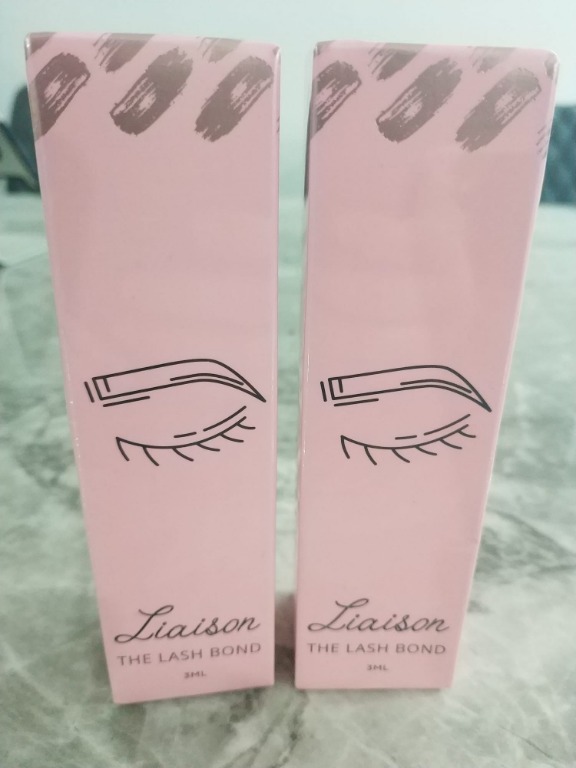 Liaison
THE LASH BOND
3ML
Liaison
THE LASH BOND
3ML